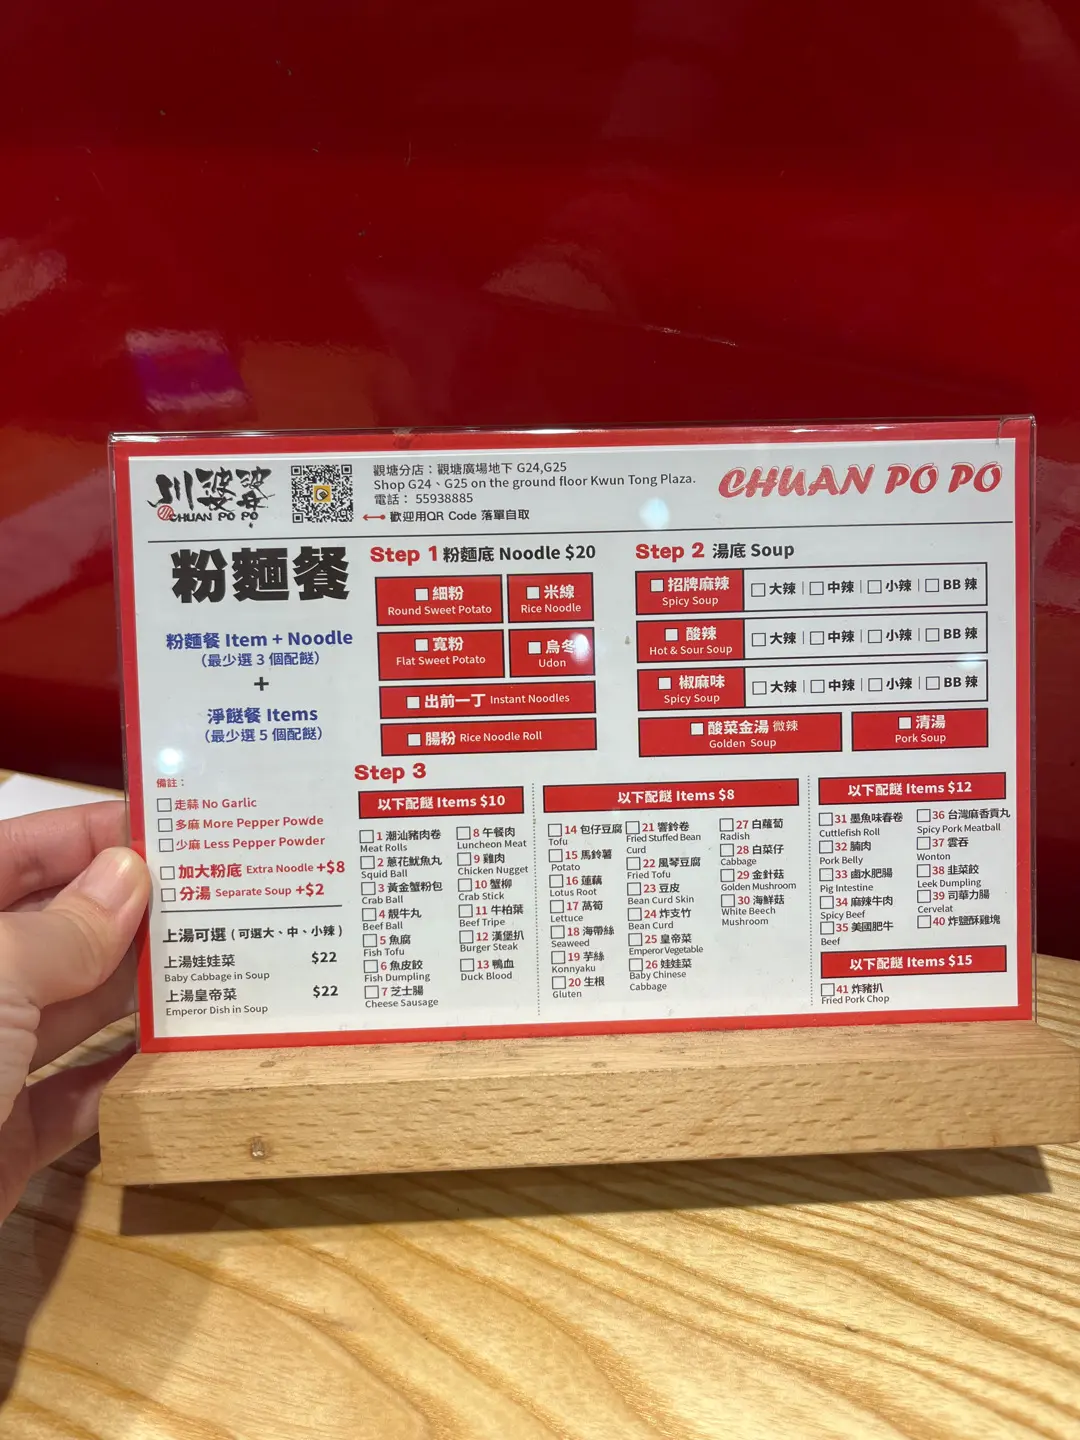 川婆婆
CHUAN PO PO
觀塘分店：觀塘廣場地下 G24,G25
Shop G24、G25 on the ground floor Kwun Tong Plaza.
電話： 55938885
歡迎用QR Code 落單自取
CHUAN PO PO
粉麵餐
粉麵餐 Item + Noodle
（最少選 3 個配餸）
+
淨餸餐 Items
（最少選 5 個配餸）
備註：
走蒜 No Garlic
多麻 More Pepper Powde
少麻 Less Pepper Powder
加大粉底 Extra Noodle +$8
分湯 Separate Soup +$2
上湯可選 ( 可選大、中、小辣 )
上湯娃娃菜 $22
Baby Cabbage in Soup
上湯皇帝菜 $22
Emperor Dish in Soup
Step 1 粉麵底 Noodle $20
細粉
Round Sweet Potato
米線
Rice Noodle
寬粉
Flat Sweet Potato
烏冬
Udon
出前一丁 Instant Noodles
腸粉 Rice Noodle Roll
Step 2 湯底 Soup
招牌麻辣
Spicy Soup
大辣 | 中辣 | 小辣 | BB 辣
酸辣
Hot & Sour Soup
大辣 | 中辣 | 小辣 | BB 辣
椒麻味
Spicy Soup
大辣 | 中辣 | 小辣 | BB 辣
酸菜金湯 微辣
Golden Soup
清湯
Pork Soup
Step 3
以下配餸 Items $10
1 潮汕豬肉卷
Meat Rolls
2 蔥花魷魚丸
Squid Ball
3 黃金蟹粉包
Crab Ball
4 靚牛丸
Beef Ball
5 魚腐
Fish Tofu
6 魚皮餃
Fish Dumpling
7 芝士腸
Cheese Sausage
8 午餐肉
Luncheon Meat
9 雞肉
Chicken Nugget
10 蟹柳
Crab Stick
11 牛柏葉
Beef Tripe
12 漢堡扒
Burger Steak
13 鴨血
Duck Blood
以下配餸 Items $8
14 包仔豆腐
Tofu
15 馬鈴薯
Potato
16 蓮藕
Lotus Root
17 萵筍
Lettuce
18 海帶絲
Seaweed
19 芋絲
Konnyaku
20 生根
Gluten
21 響鈴卷
Fried Stuffed Bean
Curd
22 風琴豆腐
Fried Tofu
23 豆皮
Bean Curd Skin
24 炸支竹
Bean Curd
25 皇帝菜
Emperor Vegetable
26 娃娃菜
Baby Chinese
Cabbage
27 白蘿蔔
Radish
28 白菜仔
Cabbage
29 金針菇
Golden Mushroom
30 海鮮菇
White Beech
Mushroom
以下配餸 Items $12
31 墨魚味春卷
Cuttlefish Roll
32 腩肉
Pork Belly
33 鹵水肥腸
Pig Intestine
34 麻辣牛肉
Spicy Beef
35 美國肥牛
Beef
36 台灣麻香貢丸
Spicy Pork Meatball
37 雲吞
Wonton
38 韭菜餃
Leek Dumpling
39 司華力腸
Cervelat
40 炸鹽酥雞塊
以下配餸 Items $15
41 炸豬扒
Fried Pork Chop